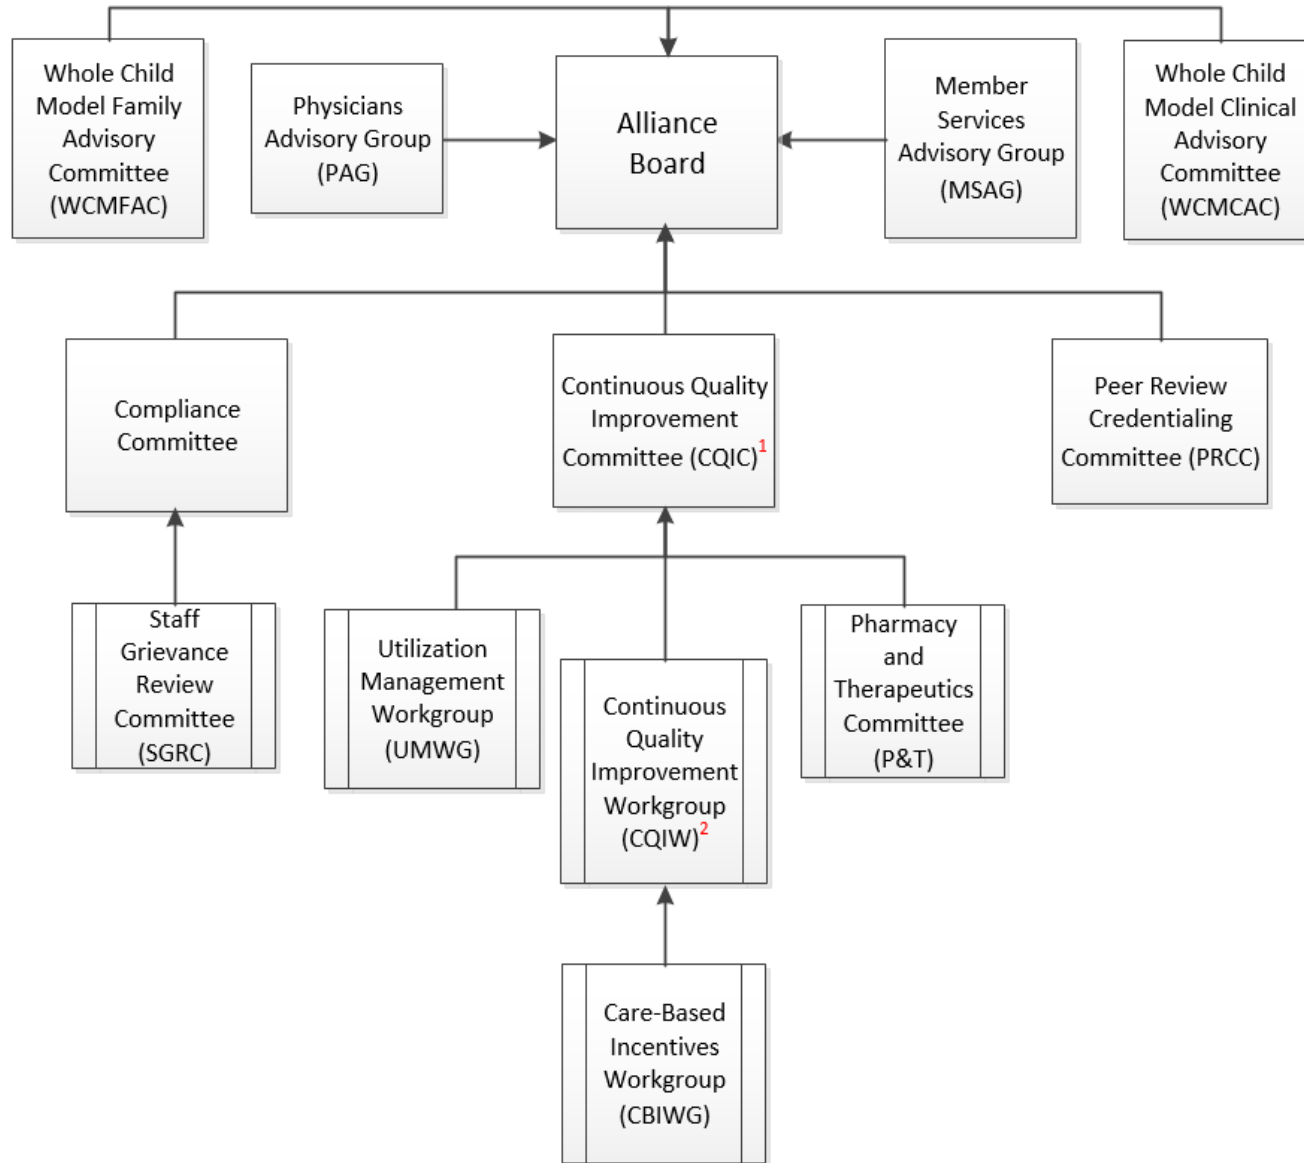 Whole Child
Model Family
Advisory
Committee
(WCMFAC)
Physicians
Advisory Group
(PAG)
Alliance
Board
Member
Services
Advisory Group
(MSAG)
Whole Child
Model Clinical
Advisory
Committee
(WCMCAC)
Compliance
Committee
Continuous Quality
Improvement
Committee (CQIC)1
Peer Review
Credentialing
Committee (PRCC)
Staff
Grievance
Review
Committee
(SGRC)
Utilization
Management
Workgroup
(UMWG)
Continuous
Quality
Improvement
Workgroup
(CQIW)2
Pharmacy
and
Therapeutics
Committee
(P&T)
Care-Based
Incentives
Workgroup
(CBIWG)